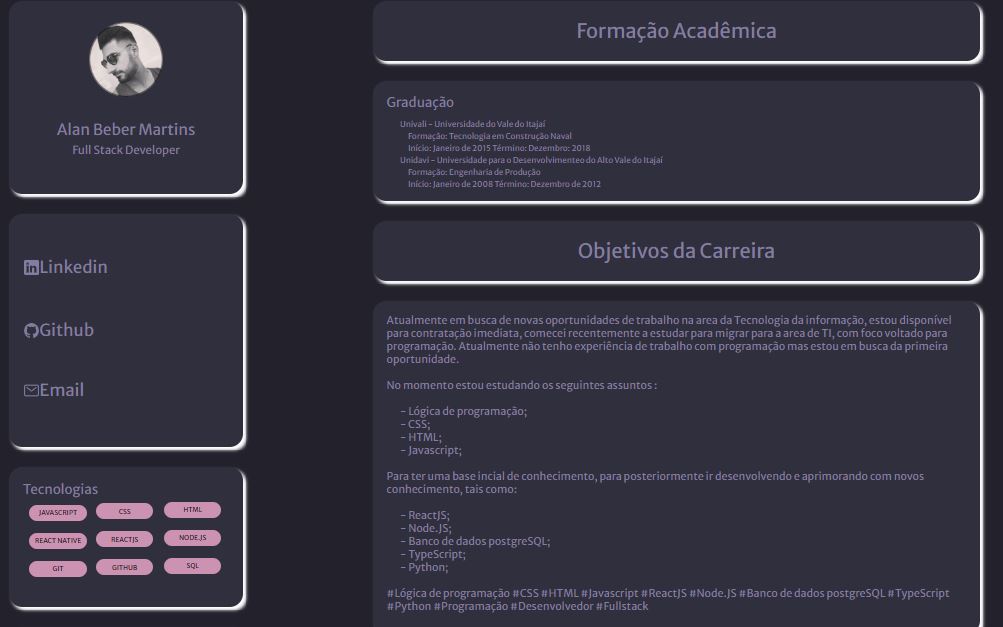 Alan Beber Martins
Full Stack Developer
Linkedin
Github
Email
Tecnologias
JAVASCRIPT CSS HTML
REACT NATIVE REACTJS NODE.JS
GIT GITHUB SQL
Formação Acadêmica
Graduação
Univali - Universidade do Vale do Itajaí
Formação: Tecnologia em Construção Naval
Início: Janeiro de 2015 Término: Dezembro: 2018
Unidavi - Universidade para o Desenvolvimenteo do Alto Vale do Itajaí
Formação: Engenharia de Produção
Início: Janeiro de 2008 Término: Dezembro de 2012
Objetivos da Carreira
Atualmente em busca de novas oportunidades de trabalho na area da Tecnologia da informação, estou disponível
para contratação imediata, comecei recentemente a estudar para migrar para a area de TI, com foco voltado para
programação. Atualmente não tenho experiência de trabalho com programação mas estou em busca da primeira
oportunidade.
No momento estou estudando os seguintes assuntos :
- Lógica de programação;
- CSS;
- HTML;
- Javascript;
Para ter uma base incial de conhecimento, para posteriormente ir desenvolvendo e aprimorando com novos
conhecimento, tais como:
- ReactJS;
- Node.JS;
- Banco de dados postgreSQL;
- TypeScript;
- Python;
#Lógica de programação #CSS #HTML #Javascript #ReactJS #Node.JS #Banco de dados postgreSQL #TypeScript
#Python #Programação #Desenvolvedor #Fullstack